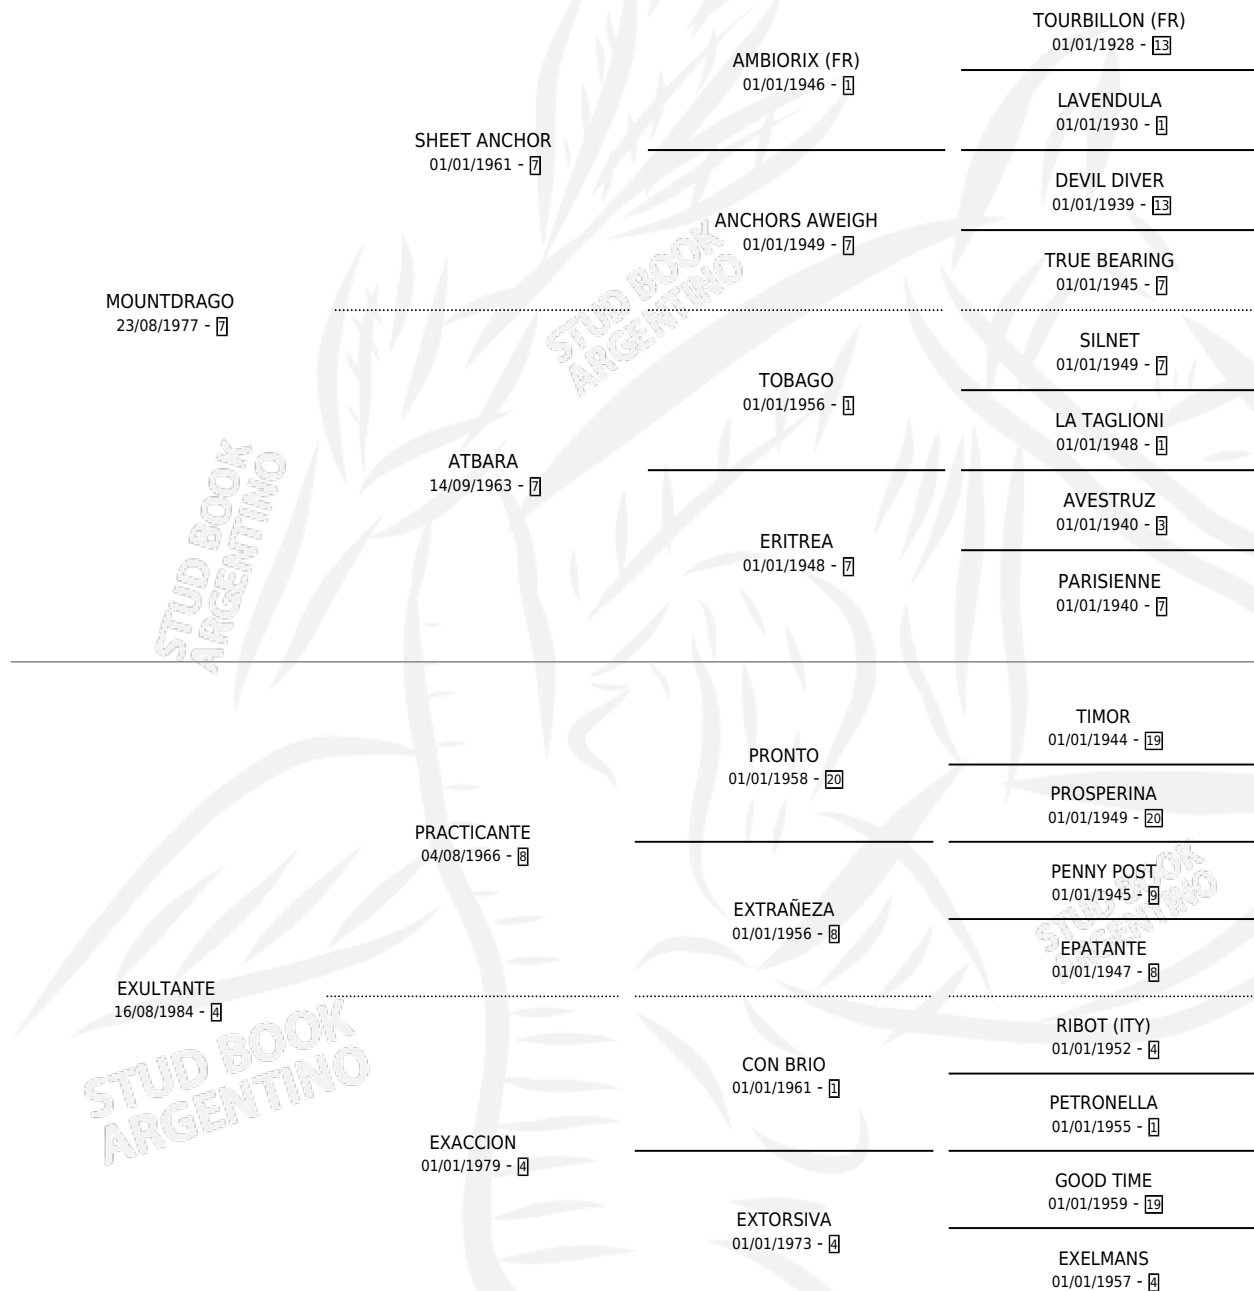 TOURBILLON (FR)
01/01/1928 - 13
AMBIORIX (FR)
01/01/1946 - 1
LAVENDULA
01/01/1930 - 1
SHEET ANCHOR
01/01/1961 - 7
DEVIL DIVER
01/01/1939 - 13
ANCHORS AWEIGH
01/01/1949 - 7
TRUE BEARING
01/01/1945 - 7
MOUNTDRAGO
23/08/1977 - 7
SILNET
01/01/1949 - 7
TOBAGO
01/01/1956 - 1
LA TAGLIONI
01/01/1948 - 1
ATBARA
14/09/1963 - 7
AVESTRUZ
01/01/1940 - 3
ERITREA
01/01/1948 - 7
PARISIENNE
01/01/1940 - 7
TIMOR
01/01/1944 - 19
PRONTO
01/01/1958 - 20
PROSPERINA
01/01/1949 - 20
PRACTICANTE
04/08/1966 - 8
PENNY POST
01/01/1945 - 9
EXTRAÑEZA
01/01/1956 - 8
EPATANTE
01/01/1947 - 8
EXULTANTE
16/08/1984 - 4
RIBOT (ITY)
01/01/1952 - 4
CON BRIO
01/01/1961 - 1
PETRONELLA
01/01/1955 - 1
EXACCION
01/01/1979 - 4
GOOD TIME
01/01/1959 - 19
EXTORSIVA
01/01/1973 - 4
EXELMANS
01/01/1957 - 4
STUD BOOK
ARGENTINO
STUD BOOK
ARGENTINO
STUD BOOK
ARGENTINO
STUD BOOK
ARGENTINO